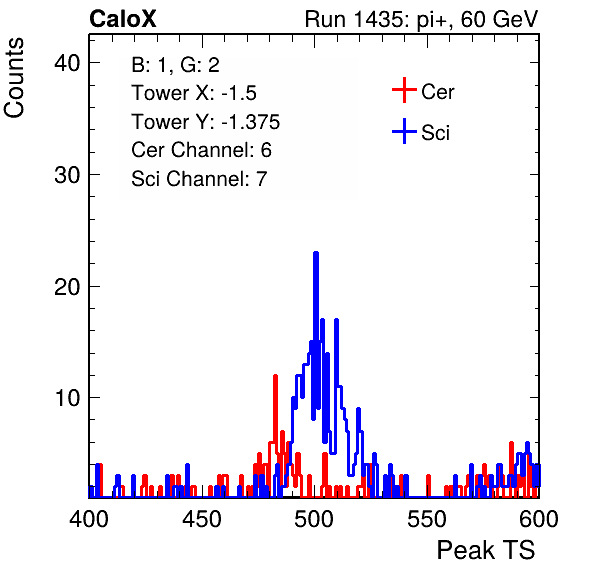 CaloX Run 1435: pi+, 60 GeV
Counts
B: 1, G: 2
Tower X: -1.5
Tower Y: -1.375
Cer Channel: 6
Sci Channel: 7
Cer
Sci
40
30
20
10
400 450 500 550 600
Peak TS